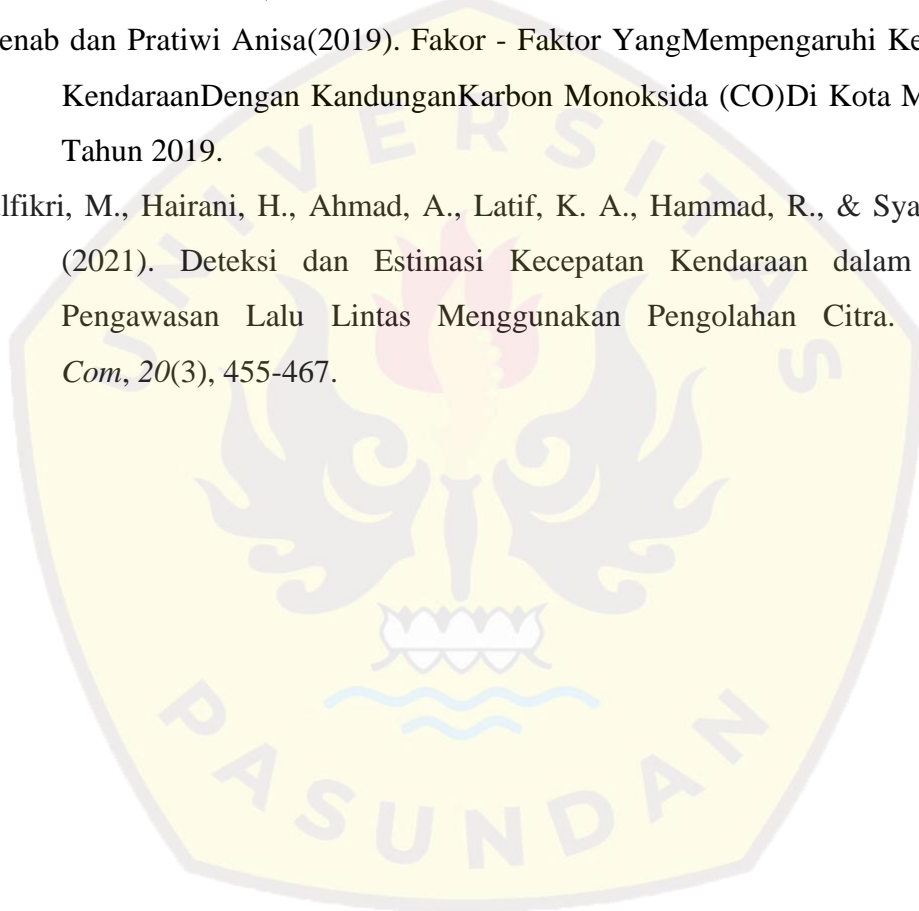 enab dan Pratiwi Anisa(2019). Fakor - Faktor YangMempengaruhi Ke
KendaraanDengan KandunganKarbon Monoksida (CO)Di Kota M
Tahun 2019.
lfikri, M., Hairani, H., Ahmad, A., Latif, K. A., Hammad, R., & Sya
(2021). Deteksi dan Estimasi Kecepatan Kendaraan dalam
Pengawasan Lalu Lintas Menggunakan Pengolahan Citra.
Com, 20(3), 455-467.
UNIVERSITAS
PASUNDAN